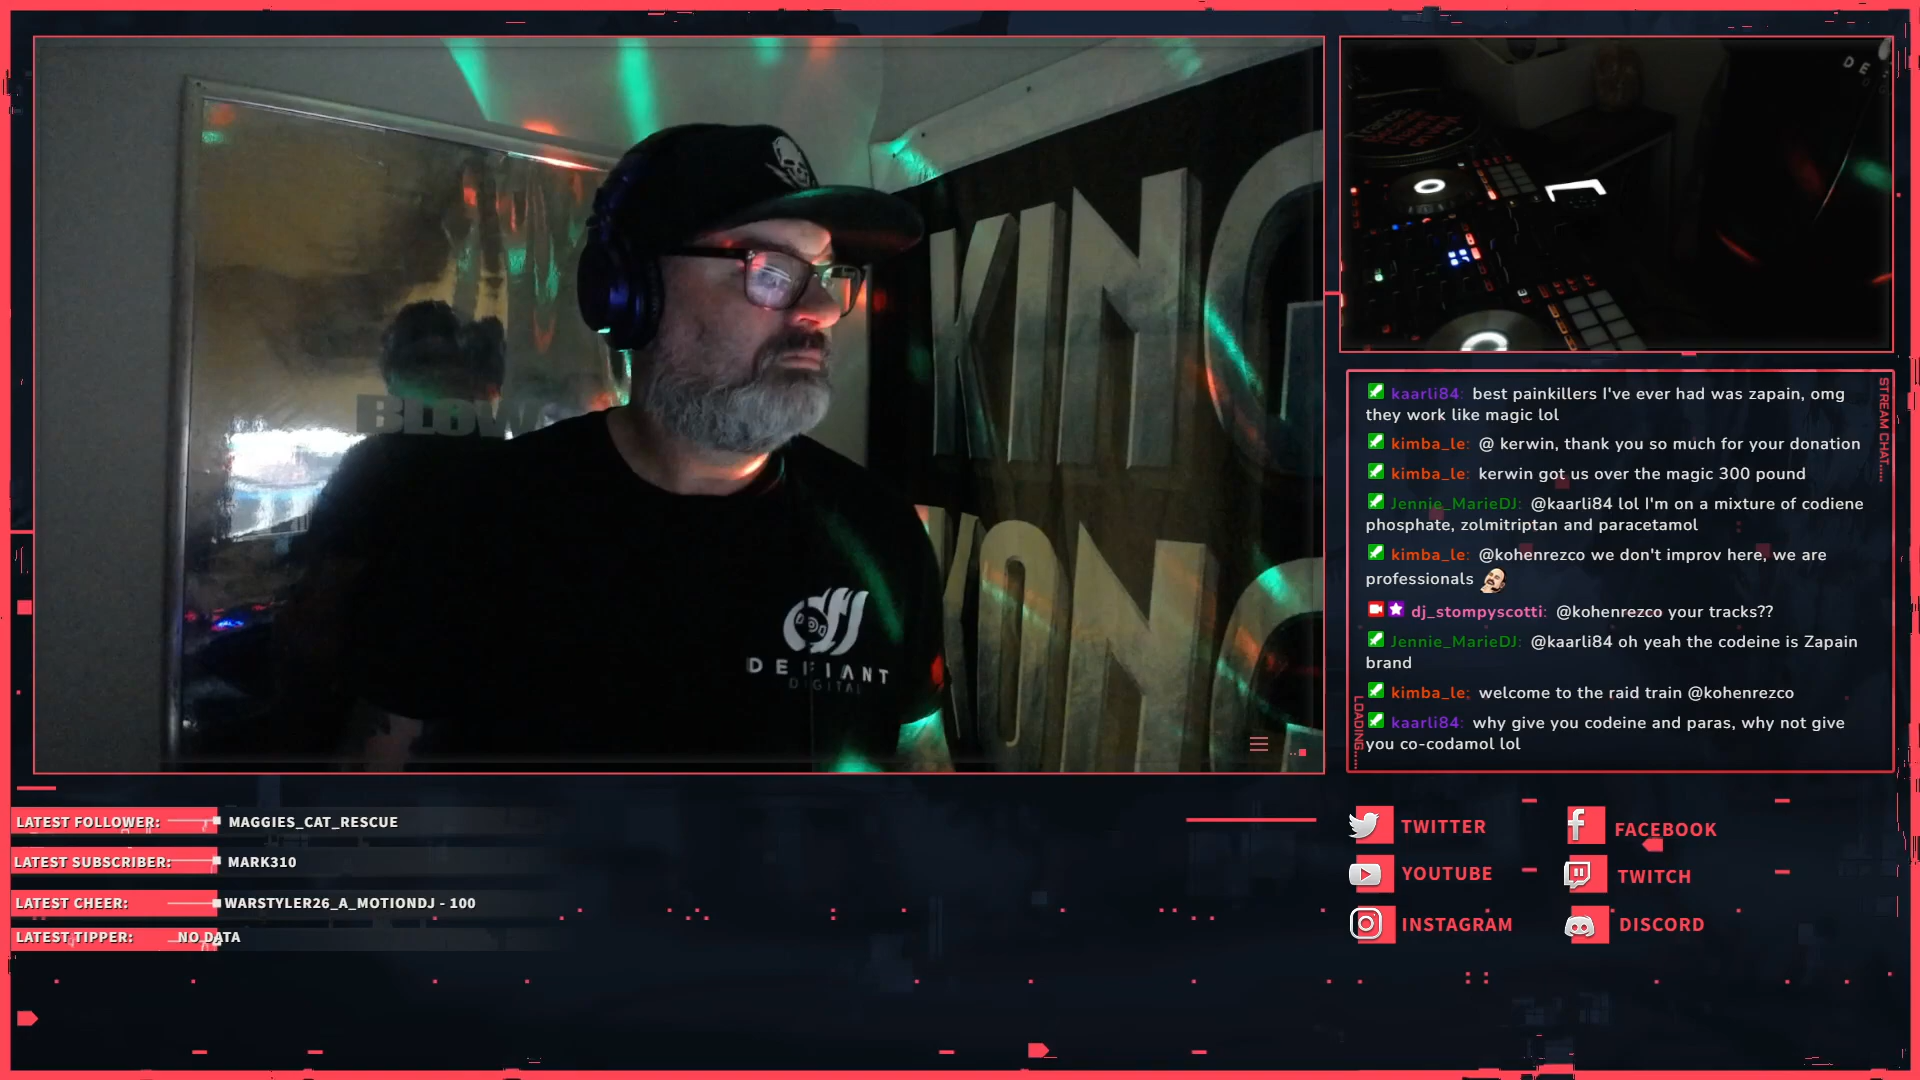 BLOW
KING
KONG
DEFIANT
DIGITAL
DE
STREAM CHAT.....
kaarli84: best painkillers I've ever had was zapain, omg
they work like magic lol
kimba_le: @ kerwin, thank you so much for your donation
kimba_le: kerwin got us over the magic 300 pound
Jennie_MarieDJ: @kaarli84 lol I'm on a mixture of codiene
phosphate, zolmitriptan and paracetamol
kimba_le: @kohenrezco we don't improv here, we are
professionals
dj_stompyscotti: @kohenrezco your tracks??
Jennie_MarieDJ: @kaarli84 oh yeah the codeine is Zapain
brand
kimba_le: welcome to the raid train @kohenrezco
kaarli84: why give you codeine and paras, why not give
you co-codamol lol
LOADING.....
LATEST FOLLOWER: MAGGIES_CAT_RESCUE
LATEST SUBSCRIBER: MARK310
LATEST CHEER: WARSTYLER26_A_MOTIONDJ - 100
LATEST TIPPER: NO DATA
TWITTER
FACEBOOK
YOUTUBE
TWITCH
INSTAGRAM
DISCORD